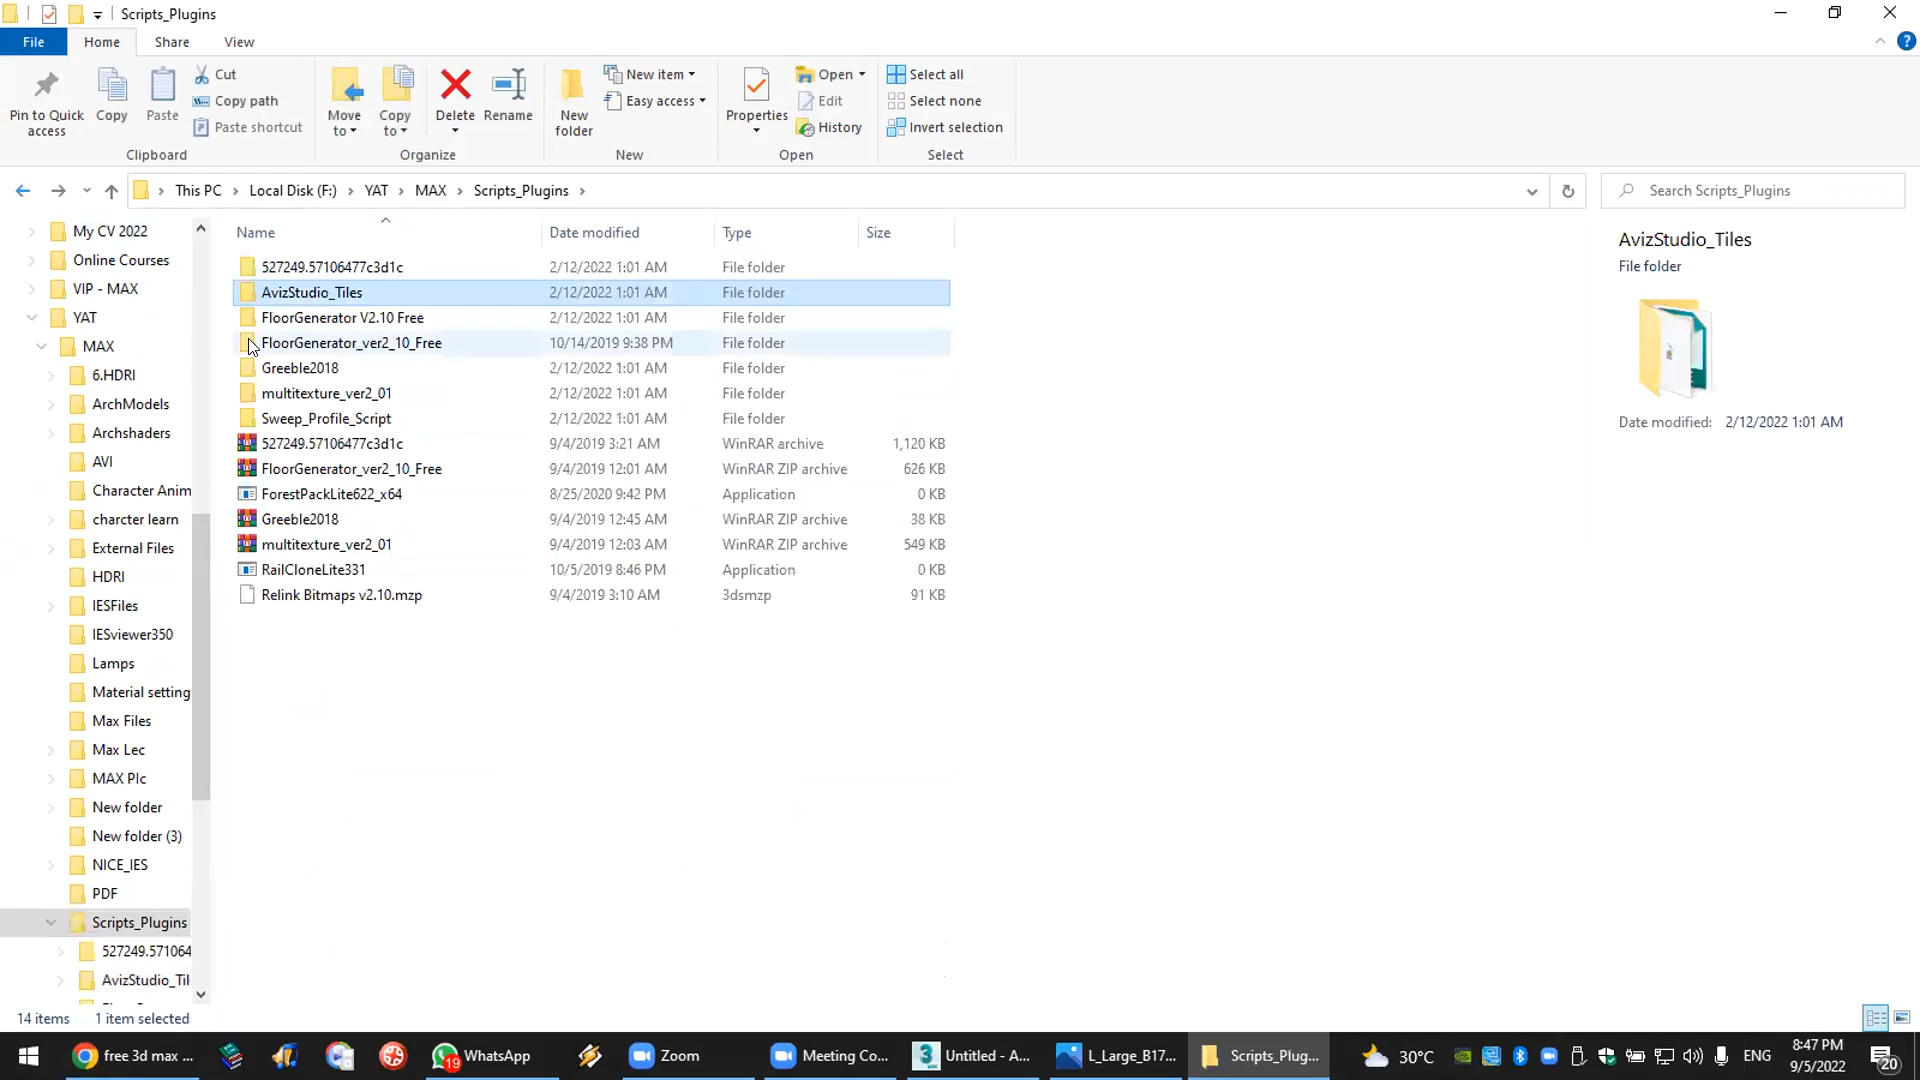 Scripts_Plugins
File
Home
Share
View
Pin to Quick access
Copy
Paste
Cut
Copy path
Paste shortcut
Clipboard
Move to
Copy to
Delete
Rename
Organize
New folder
New item
Easy access
New
Properties
Open
Edit
History
Open
Select all
Select none
Invert selection
Select
This PC
Local Disk (F:)
YAT
MAX
Scripts_Plugins
Search Scripts_Plugins
My CV 2022
Online Courses
VIP - MAX
YAT
MAX
6.HDRI
ArchModels
Archshaders
AVI
Character Anim
charcter learn
External Files
HDRI
IESFiles
IESviewer350
Lamps
Material setting
Max Files
Max Lec
MAX Plc
New folder
New folder (3)
NICE_IES
PDF
Scripts_Plugins
527249.571064
AvizStudio_Til
Name Date modified Type Size
527249.57106477c3d1c 2/12/2022 1:01 AM File folder
AvizStudio_Tiles 2/12/2022 1:01 AM File folder
FloorGenerator V2.10 Free 2/12/2022 1:01 AM File folder
FloorGenerator_ver2_10_Free 10/14/2019 9:38 PM File folder
Greeble2018 2/12/2022 1:01 AM File folder
multitexture_ver2_01 2/12/2022 1:01 AM File folder
Sweep_Profile_Script 2/12/2022 1:01 AM File folder
527249.57106477c3d1c 9/4/2019 3:21 AM WinRAR archive 1,120 KB
FloorGenerator_ver2_10_Free 9/4/2019 12:01 AM WinRAR ZIP archive 626 KB
ForestPackLite622_x64 8/25/2020 9:42 PM Application 0 KB
Greeble2018 9/4/2019 12:45 AM WinRAR ZIP archive 38 KB
multitexture_ver2_01 9/4/2019 12:03 AM WinRAR ZIP archive 549 KB
RailCloneLite331 10/5/2019 8:46 PM Application 0 KB
Relink Bitmaps v2.10.mzp 9/4/2019 3:10 AM 3dsmzp 91 KB
AvizStudio_Tiles
File folder
Date modified: 2/12/2022 1:01 AM
14 items 1 item selected
free 3d max ...
WhatsApp
19
Zoom
Meeting Co...
Untitled - A...
L_Large_B17...
Scripts_Plug...
30°C
ENG
8:47 PM
9/5/2022
20